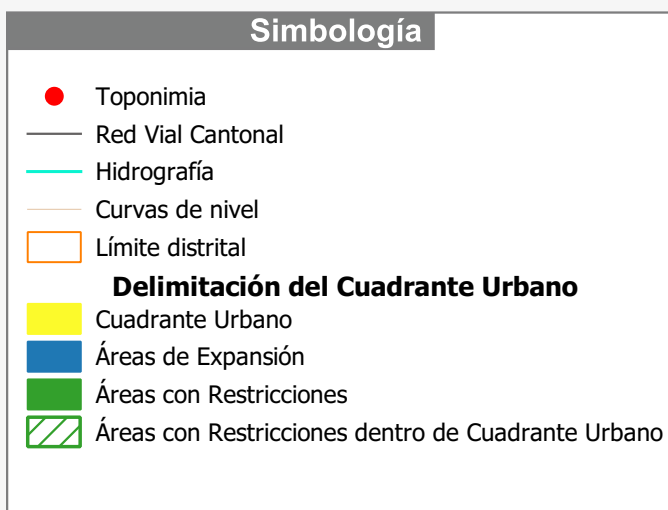 Simbología
Toponimia
Red Vial Cantonal
Hidrografía
Curvas de nivel
Límite distrital
Delimitación del Cuadrante Urbano
Cuadrante Urbano
Áreas de Expansión
Áreas con Restricciones
Áreas con Restricciones dentro de Cuadrante Urbano